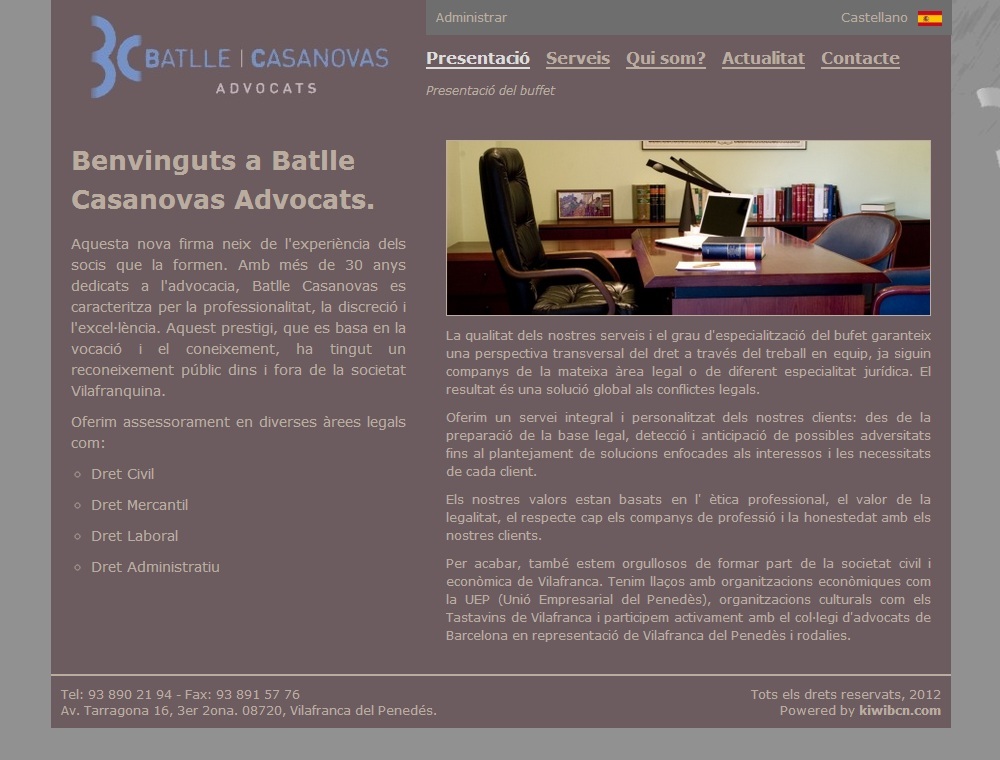 Administrar
Castellano
BATLLE | CASANOVAS
ADVOCATS
Presentació Serveis Qui som? Actualitat Contacte
Presentació del buffet
Benvinguts a Batlle
Casanovas Advocats.
Aquesta nova firma neix de l'experiència dels
socis que la formen. Amb més de 30 anys
dedicats a l'advocacia, Batlle Casanovas es
caracteritza per la professionalitat, la discreció i
l'excel·lència. Aquest prestigi, que es basa en la
vocació i el coneixement, ha tingut un
reconeixement públic dins i fora de la societat
Vilafranquina.
Oferim assessorament en diverses àrees legals
com:
Dret Civil
Dret Mercantil
Dret Laboral
Dret Administratiu
La qualitat dels nostres serveis i el grau d'especialització del bufet garanteix
una perspectiva transversal del dret a través del treball en equip, ja siguin
companys de la mateixa àrea legal o de diferent especialitat jurídica. El
resultat és una solució global als conflictes legals.
Oferim un servei integral i personalitzat dels nostres clients: des de la
preparació de la base legal, detecció i anticipació de possibles adversitats
fins al plantejament de solucions enfocades als interessos i les necessitats
de cada client.
Els nostres valors estan basats en l' ètica professional, el valor de la
legalitat, el respecte cap els companys de professió i la honestedat amb els
nostres clients.
Per acabar, també estem orgullosos de formar part de la societat civil i
econòmica de Vilafranca. Tenim llaços amb organitzacions econòmiques com
la UEP (Unió Empresarial del Penedès), organitzacions culturals com els
Tastavins de Vilafranca i participem activament amb el col·legi d'advocats de
Barcelona en representació de Vilafranca del Penedès i rodalies.
Tel: 93 890 21 94 - Fax: 93 891 57 76
Av. Tarragona 16, 3er 2ona. 08720, Vilafranca del Penedés.
Tots els drets reservats, 2012
Powered by kiwibcn.com